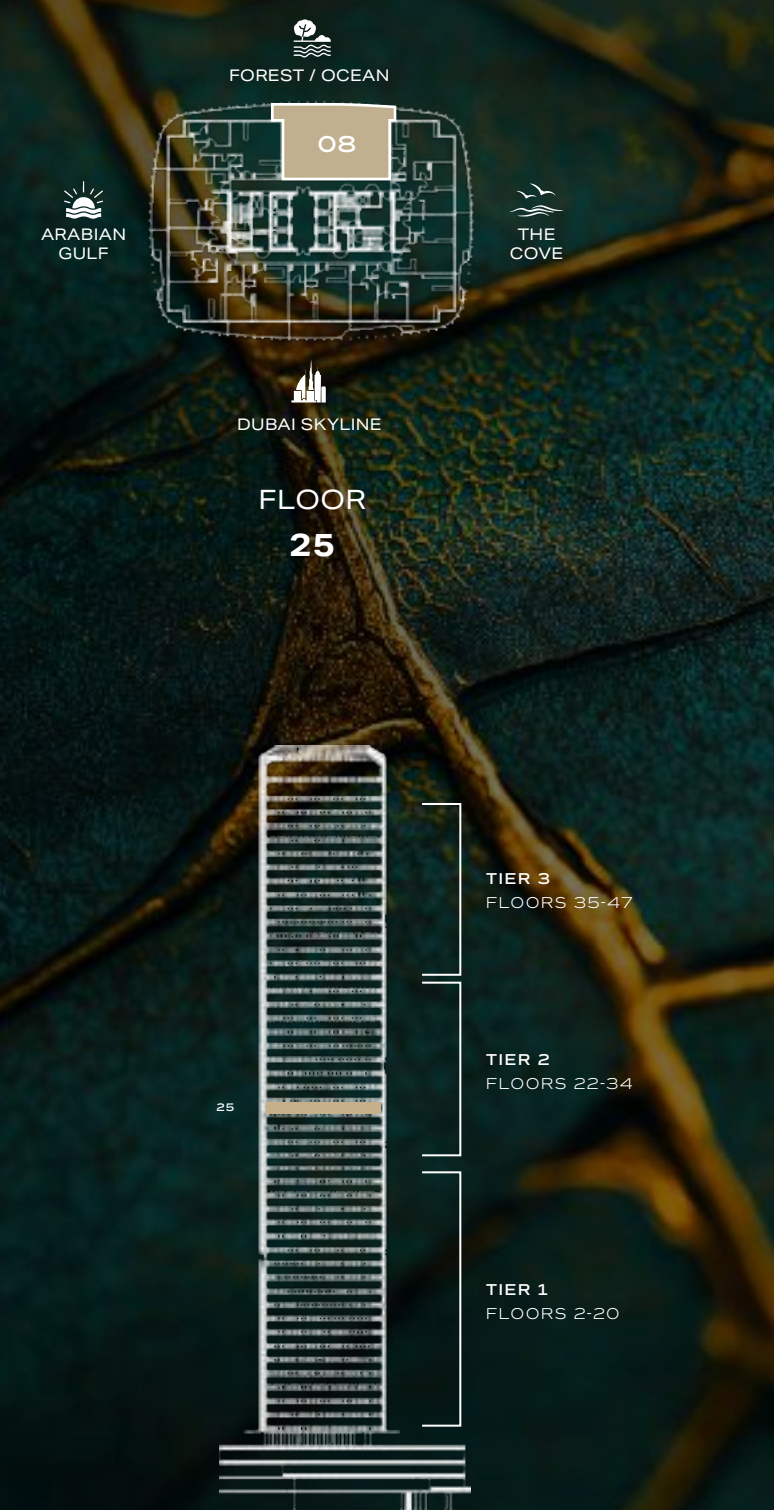 FOREST / OCEAN
08
ARABIAN
GULF
THE
COVE
DUBAI SKYLINE
FLOOR
25
TIER 3
FLOORS 35-47
TIER 2
FLOORS 22-34
25
TIER 1
FLOORS 2-20